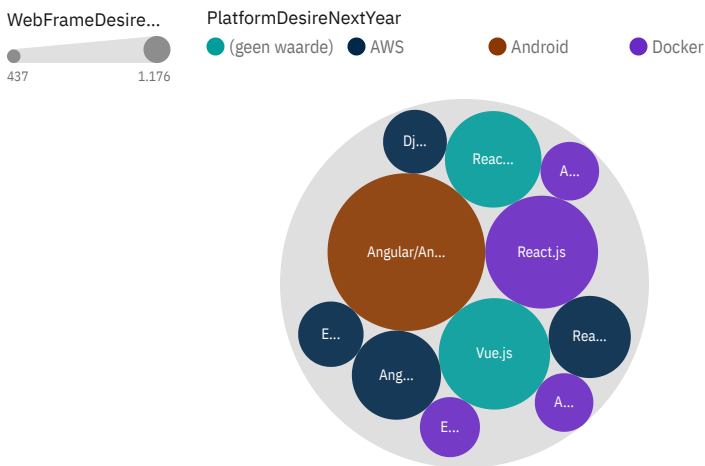 WebFrameDesire...
437
1.176
PlatformDesireNextYear
(geen waarde)
AWS
Android
Docker
Dj...
Reac...
A...
Angular/An...
React.js
E...
Rea...
Vue.js
Ang...
A...
E...